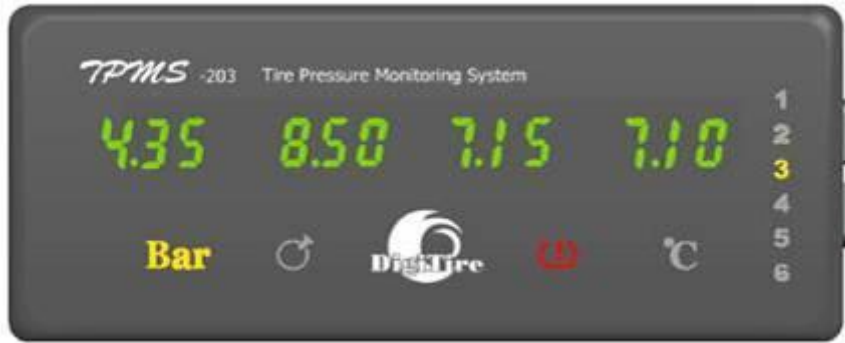 TPMS -203 Tire Pressure Monitoring System
4.35 8.50 7.15 7.10
Bar DigiTire (!) °C
1
2
3
4
5
6